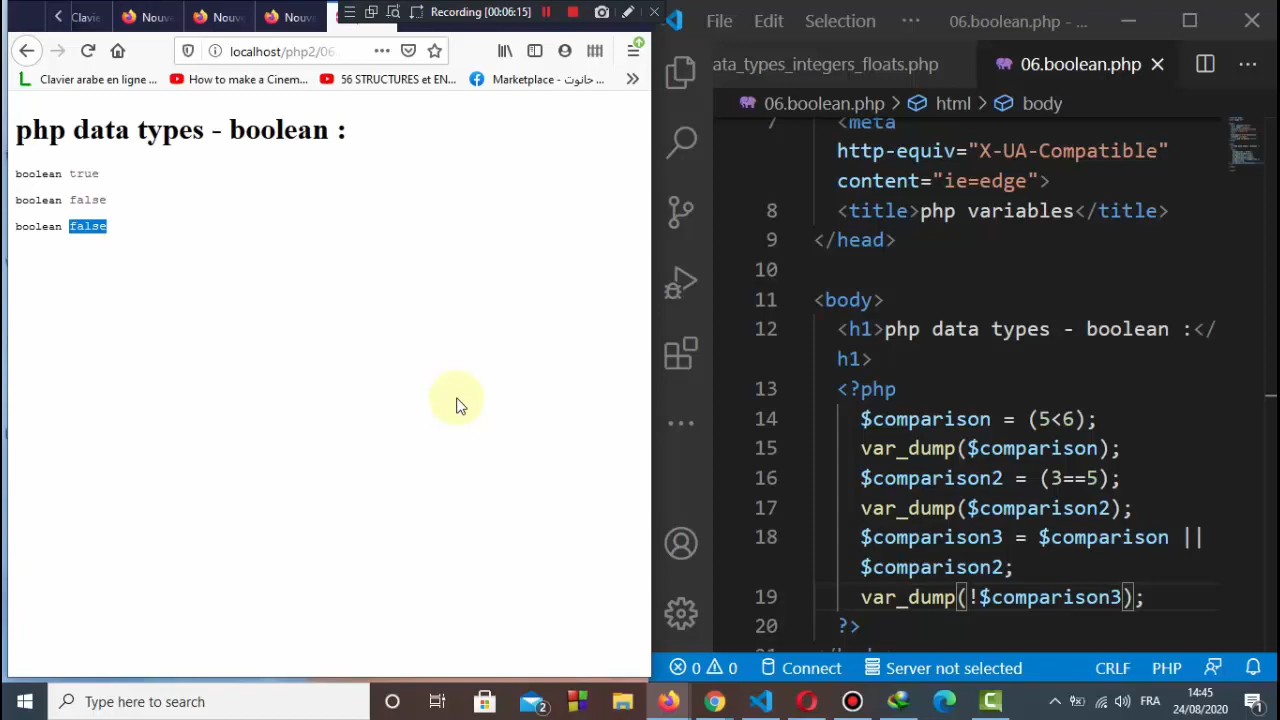 Clavie
Nouve
Nouve
Nouve
Recording [00:06:15]
localhost/php2/06.
Clavier arabe en ligne ...
How to make a Cinem...
56 STRUCTURES et EN...
Marketplace - حانوت ...
php data types - boolean :
boolean true
boolean false
boolean false
File Edit Selection ··· 06.boolean.php - ...
ata_types_integers_floats.php
06.boolean.php
06.boolean.php > html > body
7 <meta
http-equiv="X-UA-Compatible"
content="ie=edge">
8 <title>php variables</title>
9 </head>
10
11 <body>
12 <h1>php data types - boolean :</
h1>
13 <?php
14 $comparison = (5<6);
15 var_dump($comparison);
16 $comparison2 = (3==5);
17 var_dump($comparison2);
18 $comparison3 = $comparison ||
$comparison2;
19 var_dump(!$comparison3);
20 ?>
0 0 Connect Server not selected CRLF PHP
Type here to search
2
FRA
14:45
24/08/2020
1